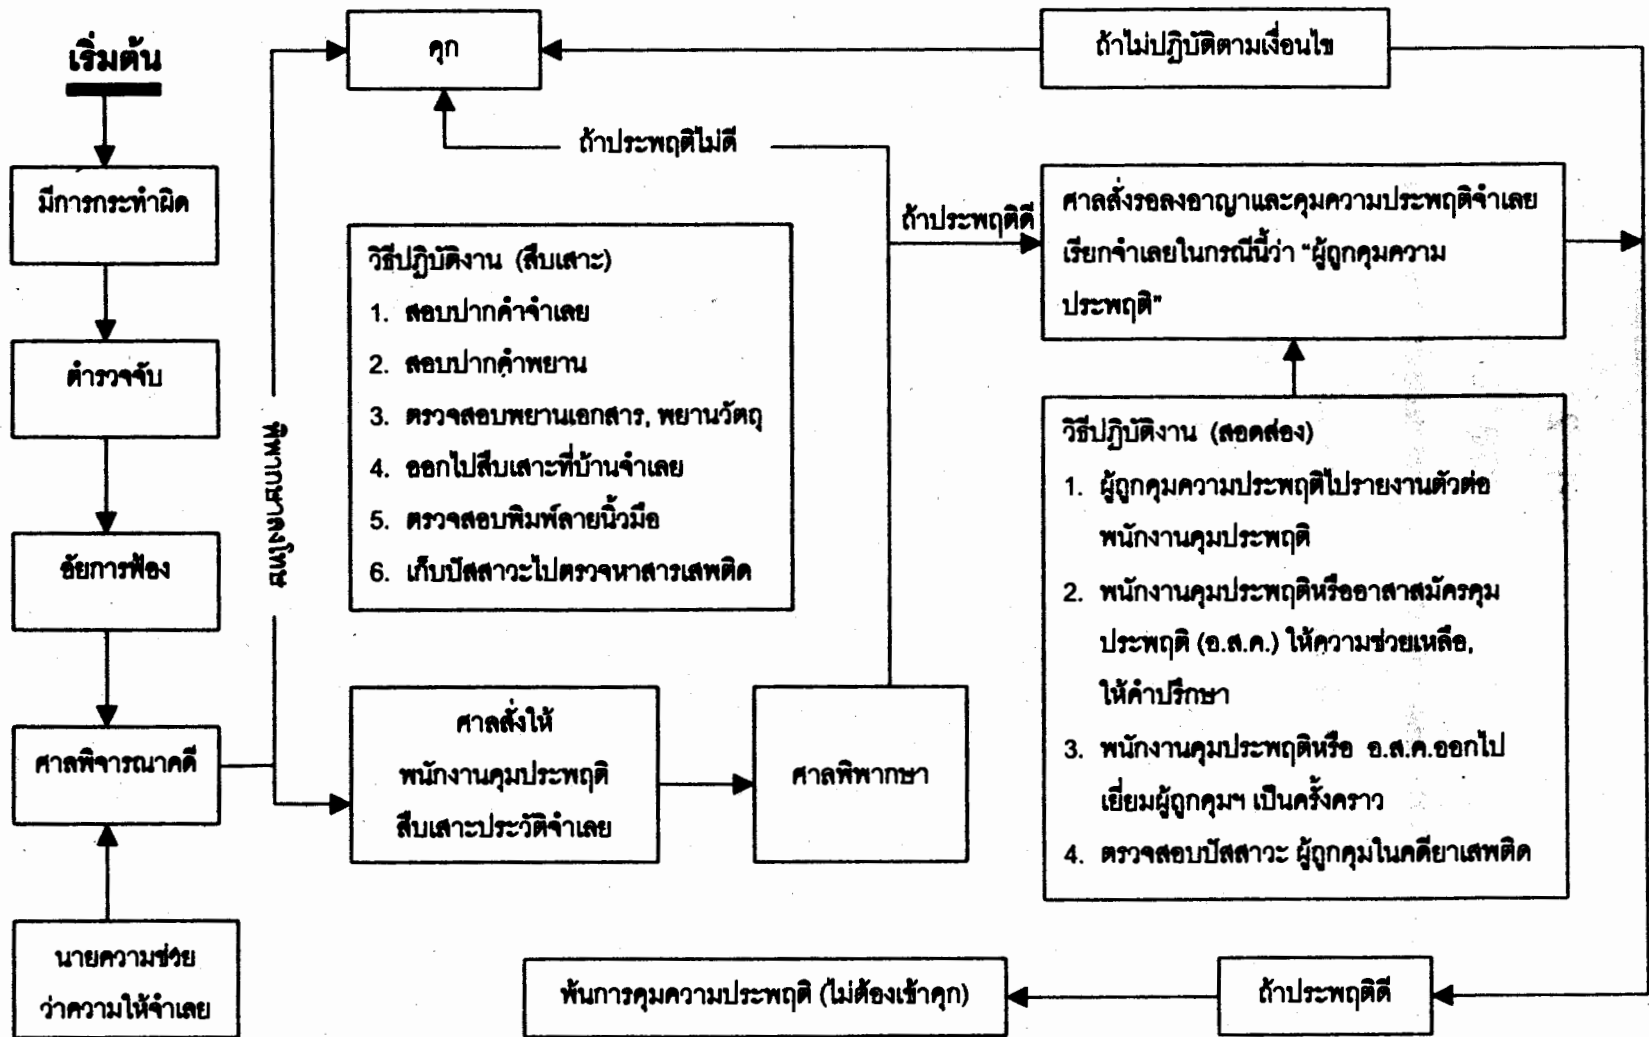 เริ่มต้น
มีการกระทำผิด
ตำรวจจับ
อัยการฟ้อง
ศาลพิจารณาคดี
นายความช่วย
ว่าความให้จำเลย
พิพากษาลงโทษ
คุก
ถ้าไม่ปฏิบัติตามเงื่อนไข
ถ้าประพฤติไม่ดี
ถ้าประพฤติดี
วิธีปฏิบัติงาน (สืบเสาะ)
1. สอบปากคำจำเลย
2. สอบปากคำพยาน
3. ตรวจสอบพยานเอกสาร, พยานวัตถุ
4. ออกไปสืบเสาะที่บ้านจำเลย
5. ตรวจสอบพิมพ์ลายนิ้วมือ
6. เก็บปัสสาวะไปตรวจหาสารเสพติด
ศาลสั่งให้
พนักงานคุมประพฤติ
สืบเสาะประวัติจำเลย
ศาลพิพากษา
ศาลสั่งรอลงอาญาและคุมความประพฤติจำเลย
เรียกจำเลยในกรณีนี้ว่า "ผู้ถูกคุมความ
ประพฤติ"
วิธีปฏิบัติงาน (สอดส่อง)
1. ผู้ถูกคุมความประพฤติไปรายงานตัวต่อ
พนักงานคุมประพฤติ
2. พนักงานคุมประพฤติหรืออาสาสมัครคุม
ประพฤติ (อ.ส.ค.) ให้ความช่วยเหลือ,
ให้คำปรึกษา
3. พนักงานคุมประพฤติหรือ อ.ส.ค.ออกไป
เยี่ยมผู้ถูกคุมฯ เป็นครั้งคราว
4. ตรวจสอบปัสสาวะ ผู้ถูกคุมในคดียาเสพติด
ถ้าประพฤติดี
พ้นการคุมความประพฤติ (ไม่ต้องเข้าคุก)